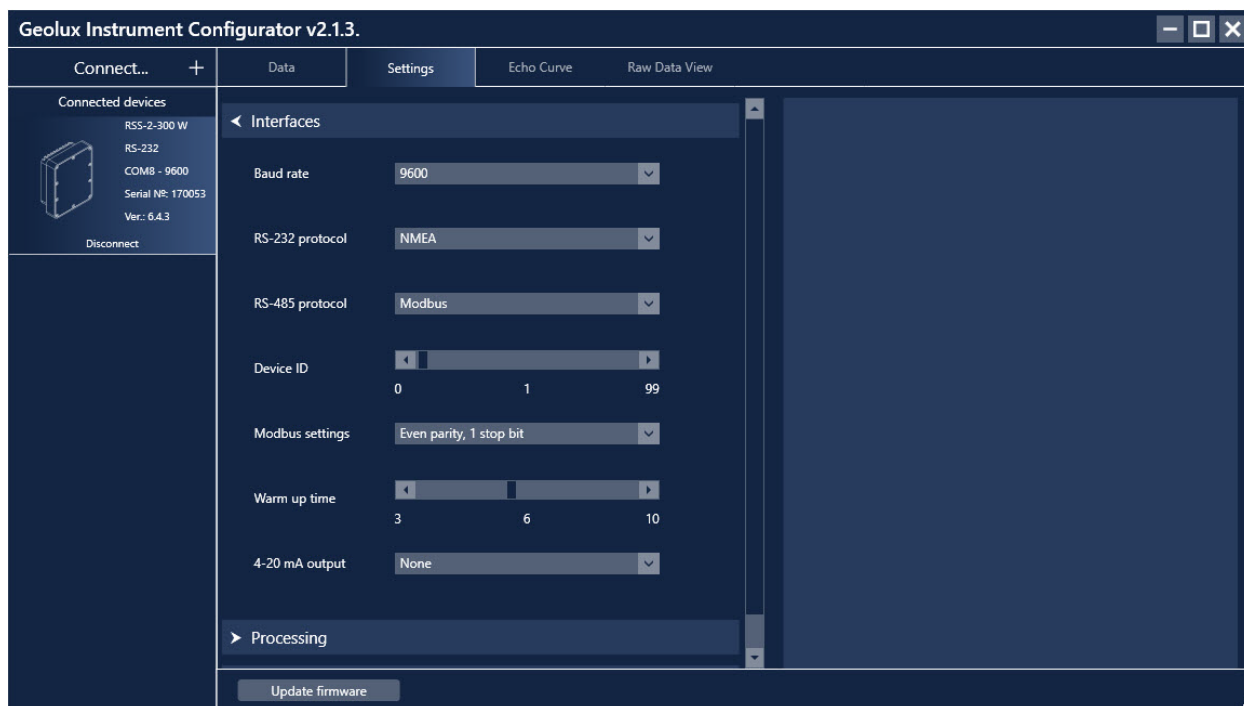 Geolux Instrument Configurator v2.1.3.
Connect... +
Data Settings Echo Curve Raw Data View
Connected devices
RSS-2-300 W
RS-232
COM8 - 9600
Serial №: 170053
Ver.: 6.4.3
Disconnect
Interfaces
Baud rate 9600
RS-232 protocol NMEA
RS-485 protocol Modbus
Device ID
0 1 99
Modbus settings Even parity, 1 stop bit
Warm up time
3 6 10
4-20 mA output None
Processing
Update firmware